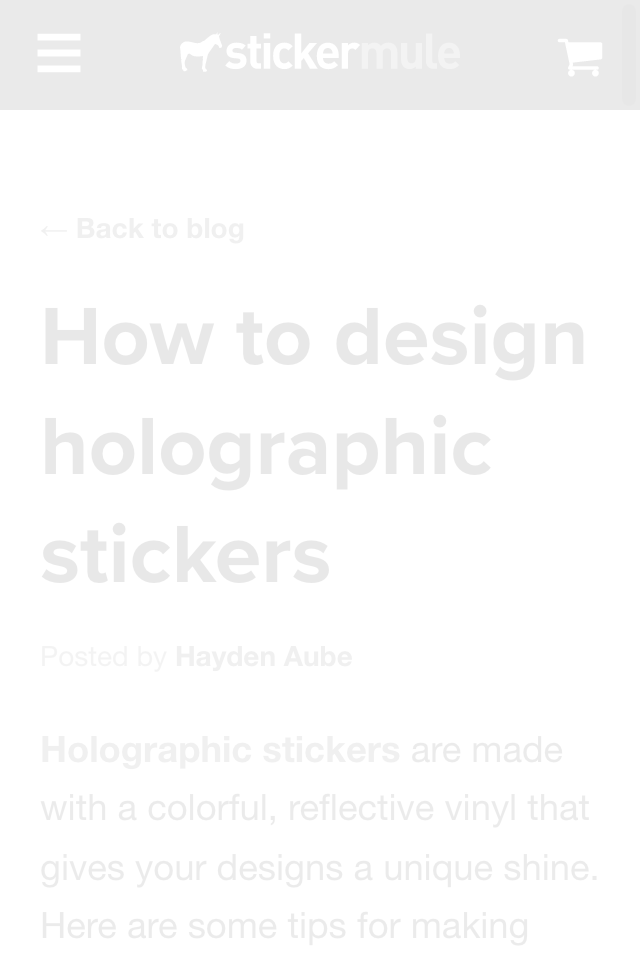 stickermule
← Back to blog
How to design
holographic
stickers
Posted by Hayden Aube
Holographic stickers are made
with a colorful, reflective vinyl that
gives your designs a unique shine.
Here are some tips for making